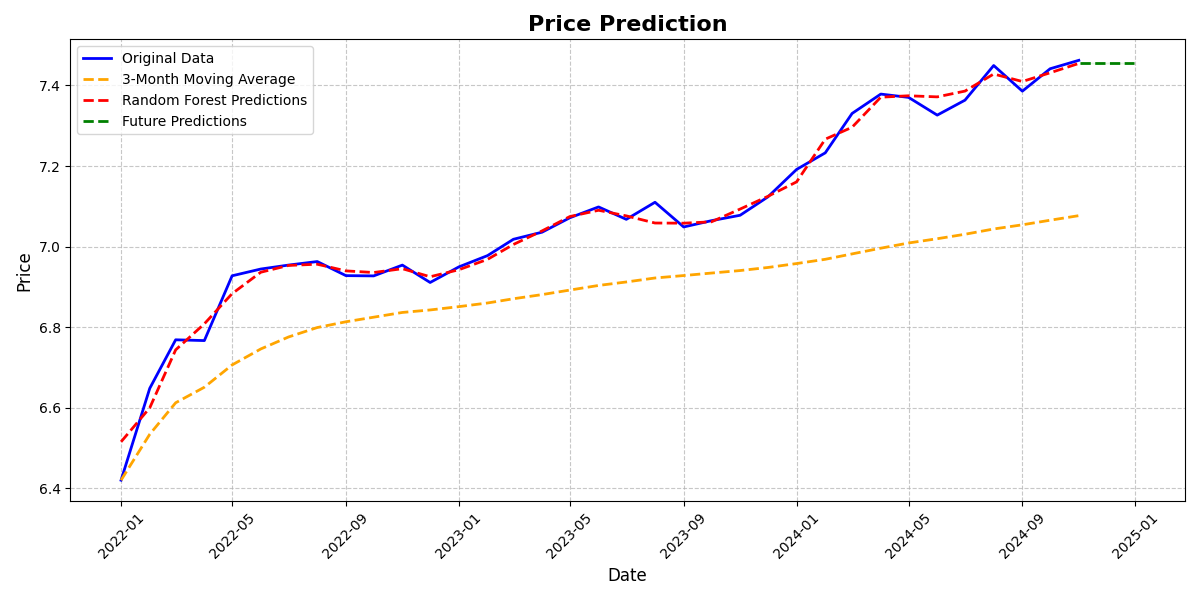 Price Prediction
Original Data
3-Month Moving Average
Random Forest Predictions
Future Predictions
Price
7.4
7.2
7.0
6.8
6.6
6.4
2022-01
2022-05
2022-09
2023-01
2023-05
2023-09
2024-01
2024-05
2024-09
2025-01
Date